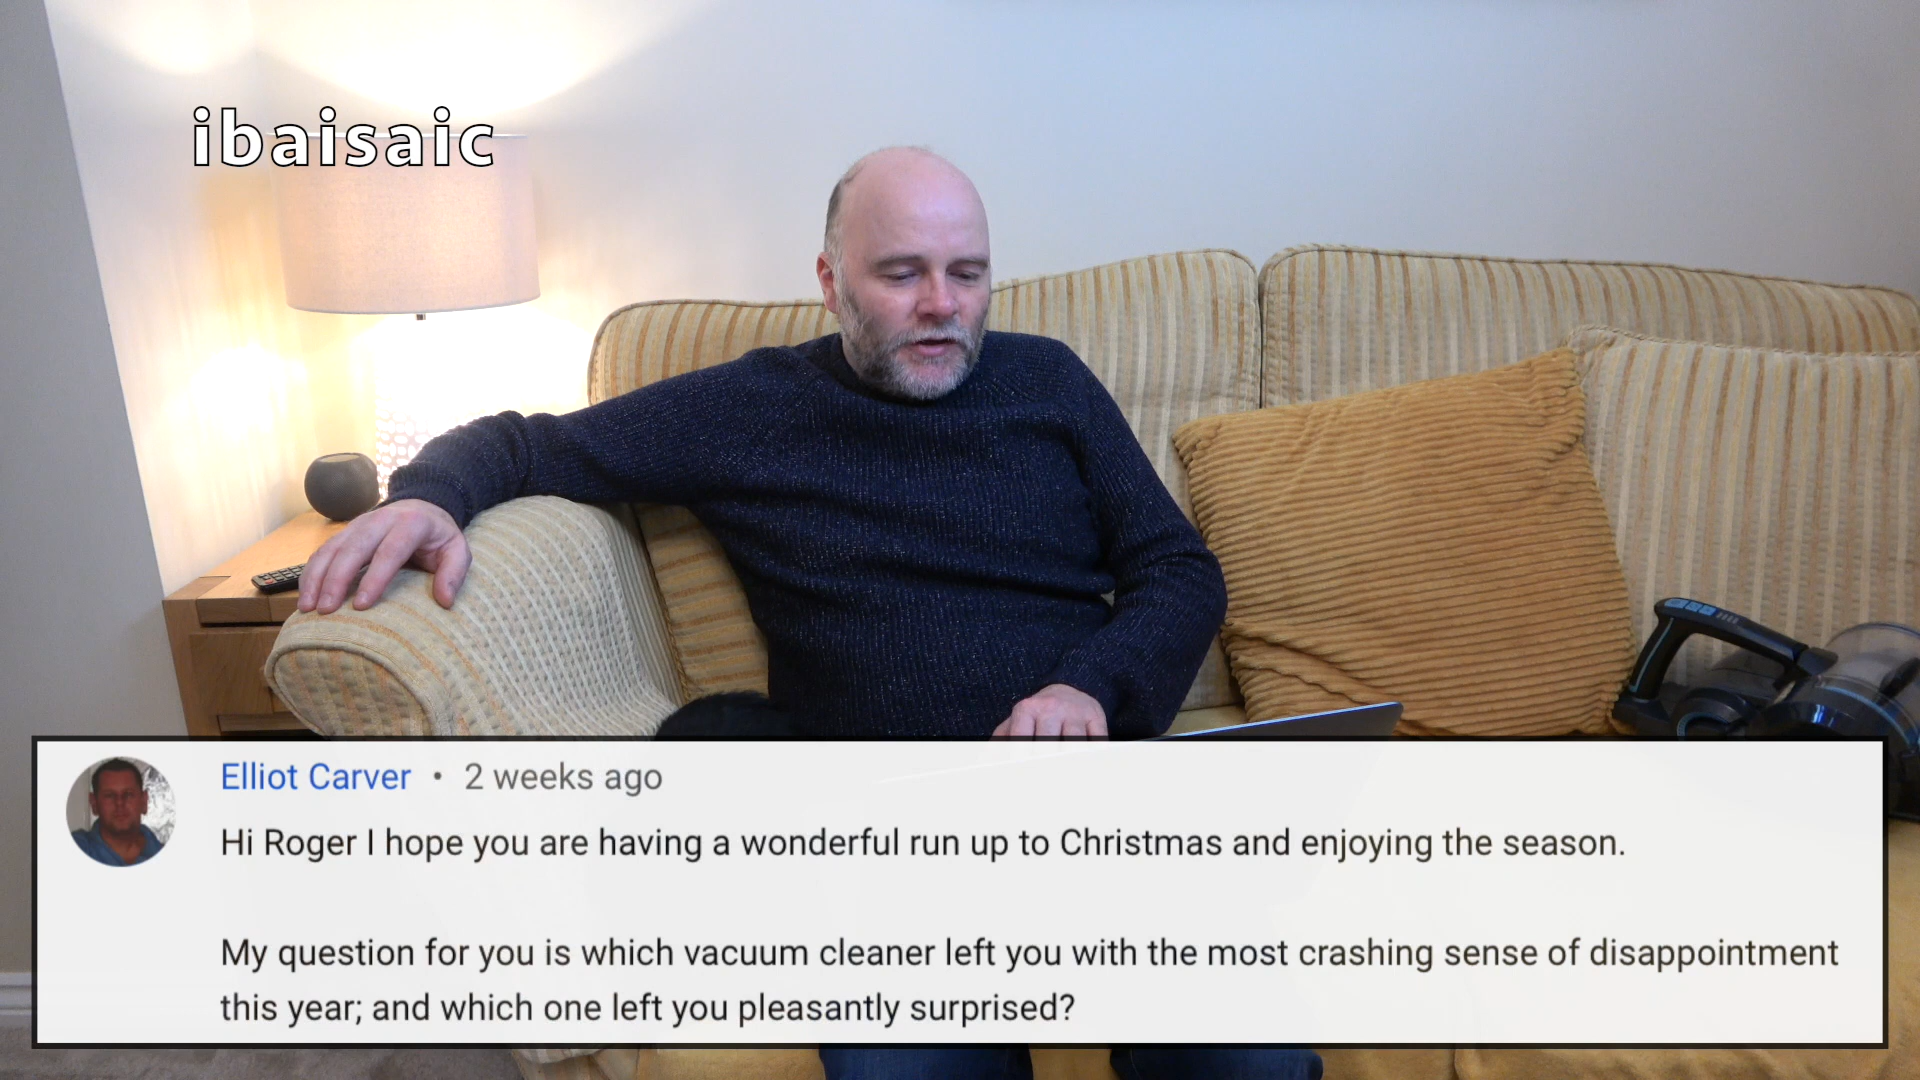 ibaisaic
Elliot Carver • 2 weeks ago
Hi Roger I hope you are having a wonderful run up to Christmas and enjoying the season.
My question for you is which vacuum cleaner left you with the most crashing sense of disappointment
this year; and which one left you pleasantly surprised?